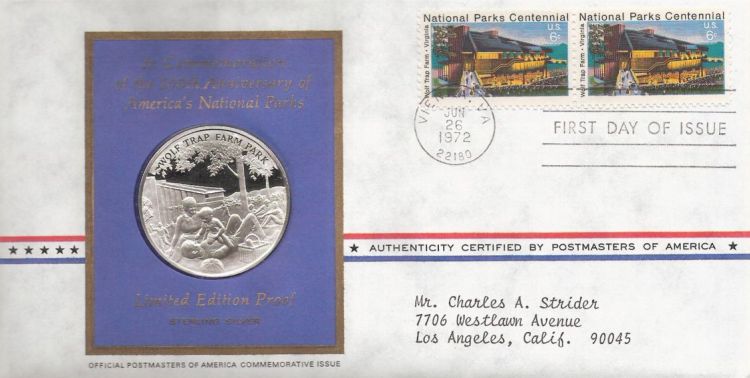 In Commemoration
of the 100th Anniversary of
America's National Parks
WOLF TRAP FARM PARK
Limited Edition Proof
STERLING SILVER
OFFICIAL POSTMASTERS OF AMERICA COMMEMORATIVE ISSUE
National Parks Centennial
U.S.
6c
Wolf Trap Farm · Virginia
National Parks Centennial
U.S.
6c
Wolf Trap Farm · Virginia
VIENNA, VA
JUN
26
1972
22180
FIRST DAY OF ISSUE
AUTHENTICITY CERTIFIED BY POSTMASTERS OF AMERICA
Mr. Charles A. Strider
7706 Westlawn Avenue
Los Angeles, Calif. 90045